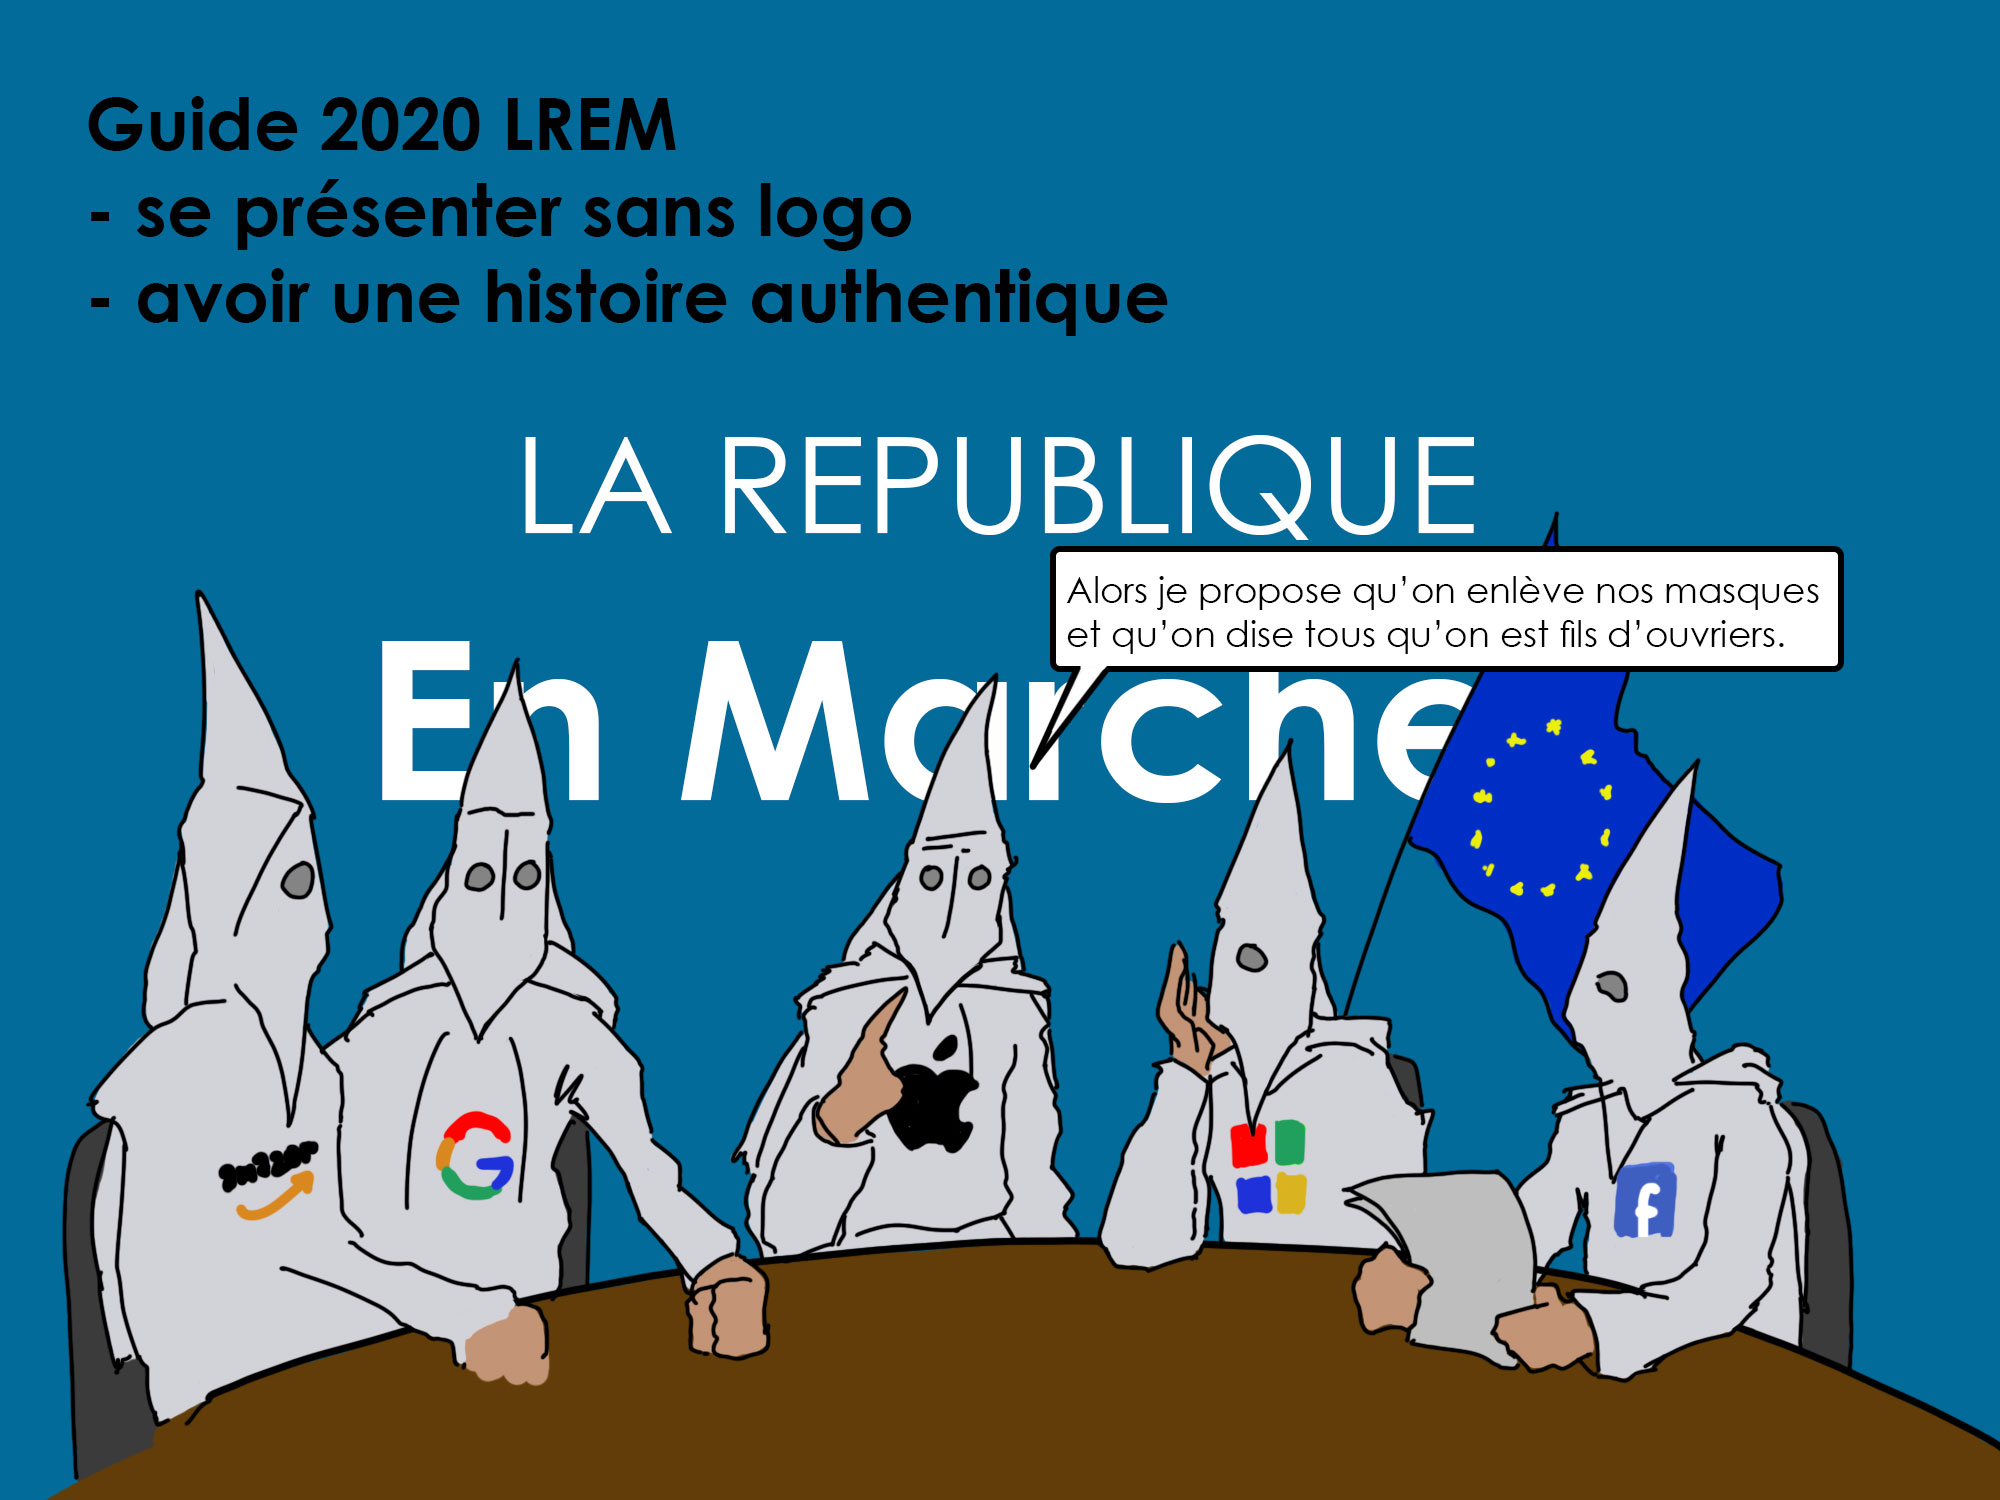 Guide 2020 LREM
- se présenter sans logo
- avoir une histoire authentique
LA REPUBLIQUE
En Marche
Alors je propose qu’on enlève nos masques
et qu’on dise tous qu’on est fils d’ouvriers.
amazon
G
f